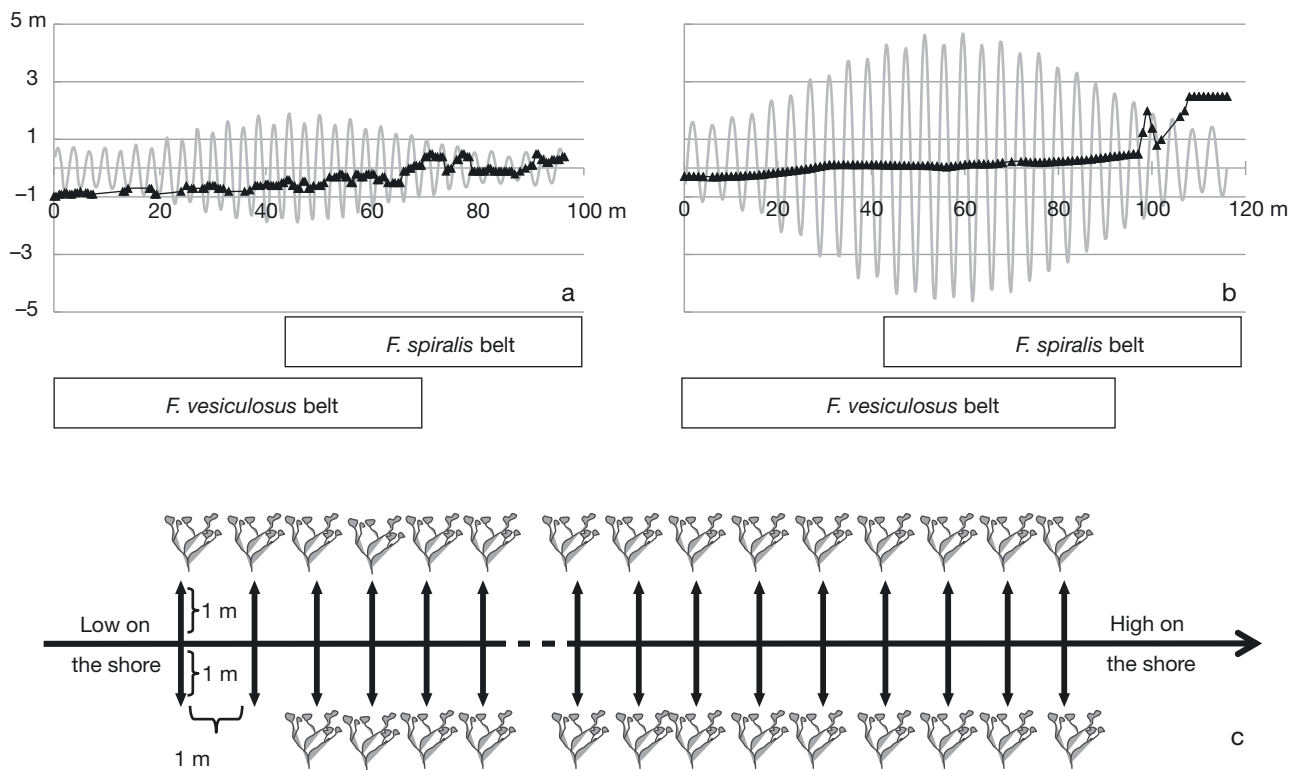 5 m
3
1
–1
–3
–5
0 20 40 60 80 100 m
a
F. spiralis belt
F. vesiculosus belt
0 20 40 60 80 100 120 m
b
F. spiralis belt
F. vesiculosus belt
Low on
the shore
1 m
1 m
1 m
High on
the shore
c